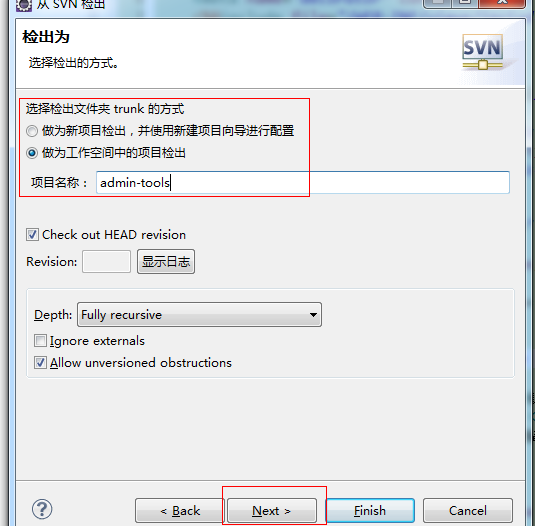 从 SVN 检出
检出为
选择检出的方式。
SVN
选择检出文件夹 trunk 的方式
做为新项目检出，并使用新建项目向导进行配置
做为工作空间中的项目检出
项目名称： admin-tools
Check out HEAD revision
Revision: 显示日志
Depth: Fully recursive
Ignore externals
Allow unversioned obstructions
? < Back Next > Finish Cancel